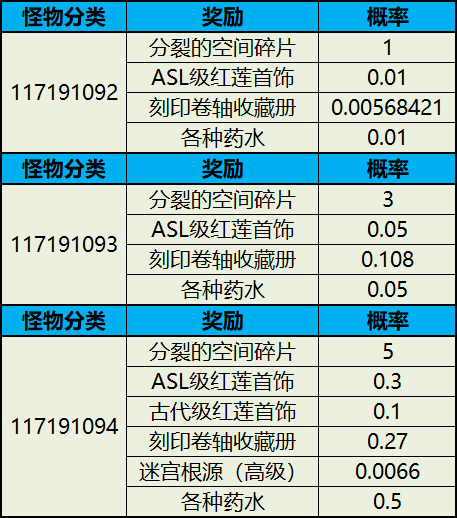 怪物分类 奖励 概率
分裂的空间碎片 1
ASL级红莲首饰 0.01
117191092
刻印卷轴收藏册 0.00568421
各种药水 0.01
怪物分类 奖励 概率
分裂的空间碎片 3
ASL级红莲首饰 0.05
117191093
刻印卷轴收藏册 0.108
各种药水 0.05
怪物分类 奖励 概率
分裂的空间碎片 5
ASL级红莲首饰 0.3
古代级红莲首饰 0.1
117191094
刻印卷轴收藏册 0.27
迷宫根源（高级） 0.0066
各种药水 0.5